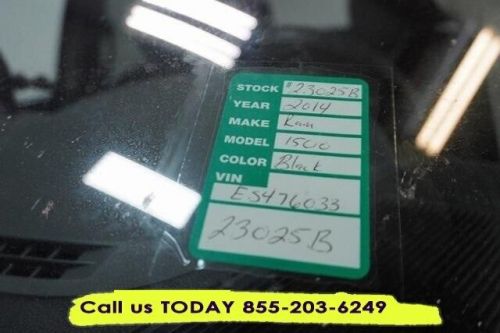 STOCK #23025B
YEAR 2014
MAKE Ram
MODEL 1500
COLOR Black
VIN
ES476033
23025B
Call us TODAY 855-203-6249